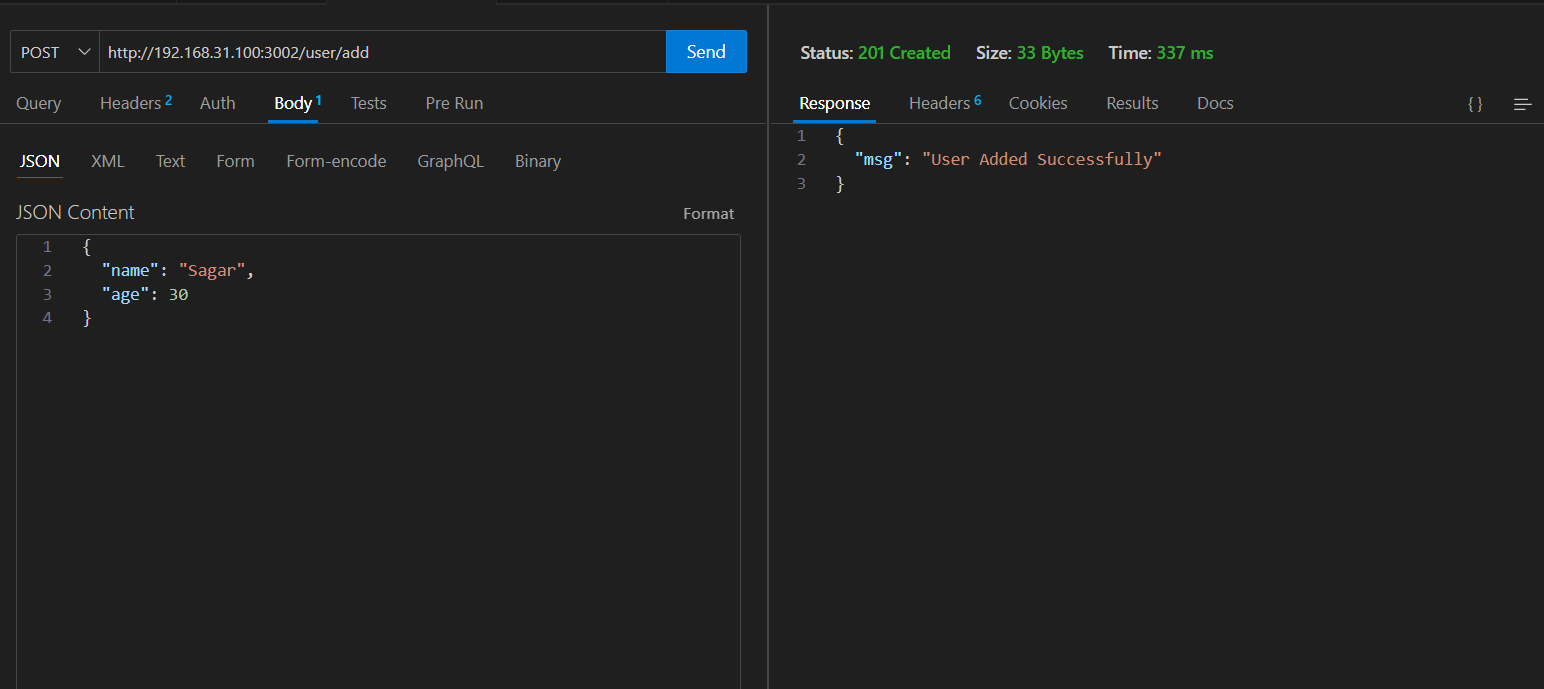 POST http://192.168.31.100:3002/user/add Send
Query Headers 2 Auth Body 1 Tests Pre Run
JSON XML Text Form Form-encode GraphQL Binary
JSON Content Format
1 {
2 "name": "Sagar",
3 "age": 30
4 }
Status: 201 Created Size: 33 Bytes Time: 337 ms
Response Headers 6 Cookies Results Docs { }
1 {
2 "msg": "User Added Successfully"
3 }